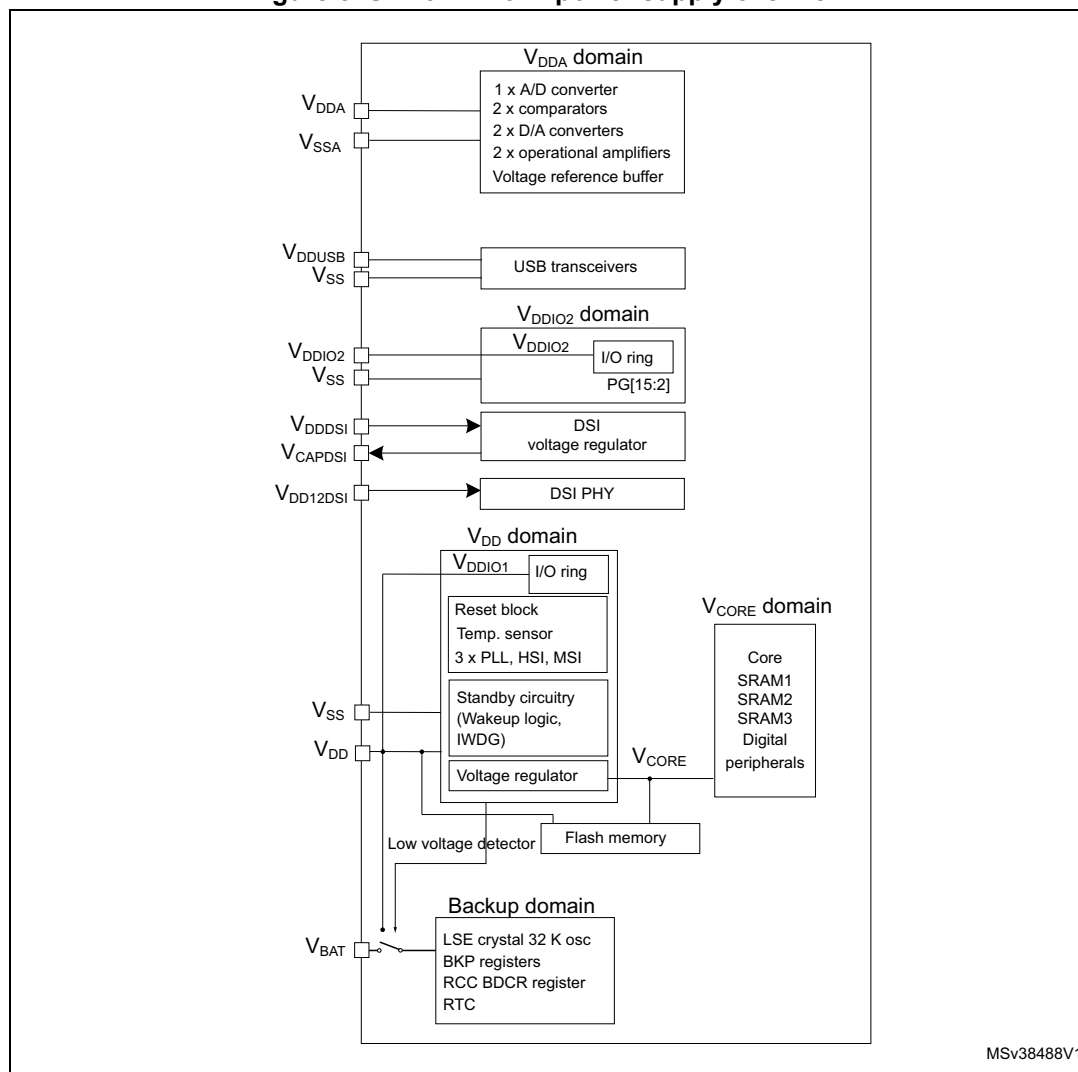 V_DDA domain
1 x A/D converter
2 x comparators
2 x D/A converters
2 x operational amplifiers
Voltage reference buffer
V_DDA
V_SSA
V_DDUSB
V_SS
USB transceivers
V_DDIO2 domain
V_DDIO2
V_DDIO2
I/O ring
V_SS
PG[15:2]
V_DDDSI
DSI
voltage regulator
V_CAPDSI
V_DD12DSI
DSI PHY
V_DD domain
V_DDIO1
I/O ring
Reset block
Temp. sensor
3 x PLL, HSI, MSI
Standby circuitry
(Wakeup logic,
IWDG)
Voltage regulator
V_SS
V_DD
V_CORE
V_CORE domain
Core
SRAM1
SRAM2
SRAM3
Digital
peripherals
Flash memory
Low voltage detector
Backup domain
V_BAT
LSE crystal 32 K osc
BKP registers
RCC BDCR register
RTC
MSv38488V1